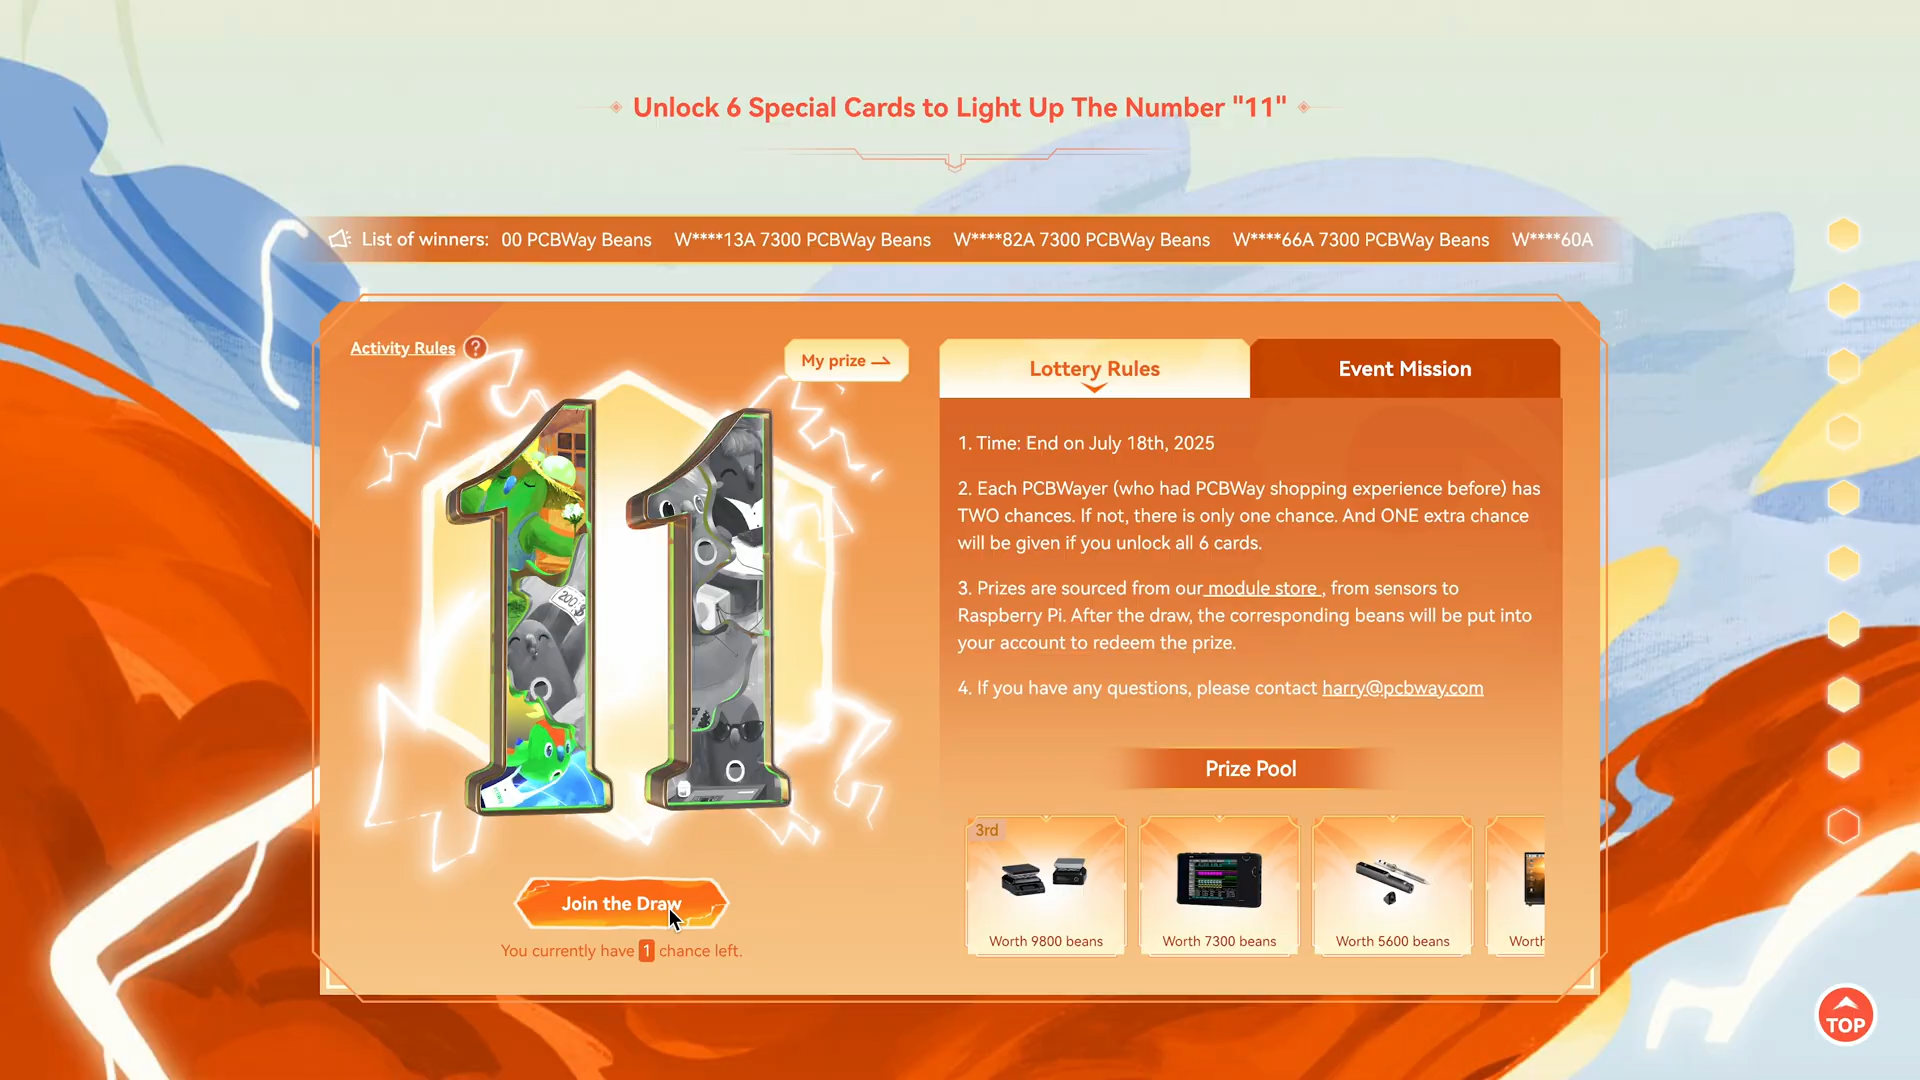 Unlock 6 Special Cards to Light Up The Number "11"
List of winners: 00 PCBWay Beans W****13A 7300 PCBWay Beans W****82A 7300 PCBWay Beans W****66A 7300 PCBWay Beans W****60A
Activity Rules ?
My prize
200 $
Join the Draw
You currently have 1 chance left.
Lottery Rules
Event Mission
1. Time: End on July 18th, 2025
2. Each PCBWayer (who had PCBWay shopping experience before) has
TWO chances. If not, there is only one chance. And ONE extra chance
will be given if you unlock all 6 cards.
3. Prizes are sourced from our module store , from sensors to
Raspberry Pi. After the draw, the corresponding beans will be put into
your account to redeem the prize.
4. If you have any questions, please contact harry@pcbway.com
Prize Pool
3rd
Worth 9800 beans
Worth 7300 beans
Worth 5600 beans
Worth
TOP